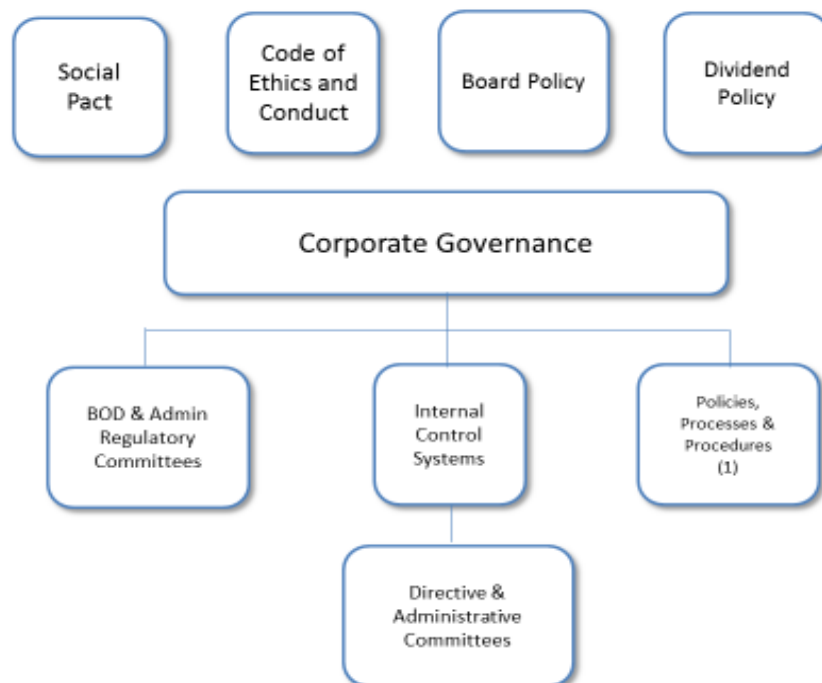 Social
Pact
Code of
Ethics and
Conduct
Board Policy
Dividend
Policy
Corporate Governance
BOD & Admin
Regulatory
Committees
Internal
Control
Systems
Policies,
Processes &
Procedures
(1)
Directive &
Administrative
Committees